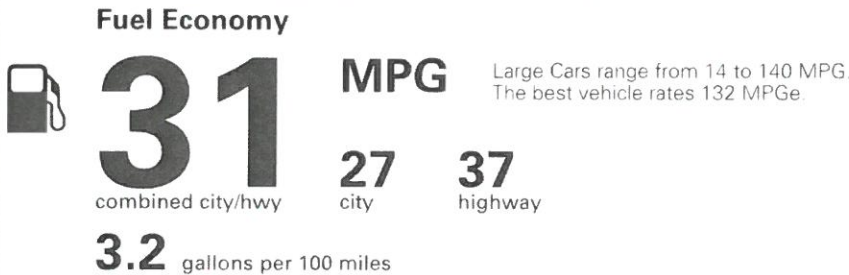 Fuel Economy
31 MPG
Large Cars range from 14 to 140 MPG.
The best vehicle rates 132 MPGe.
combined city/hwy
27 city
37 highway
3.2 gallons per 100 miles